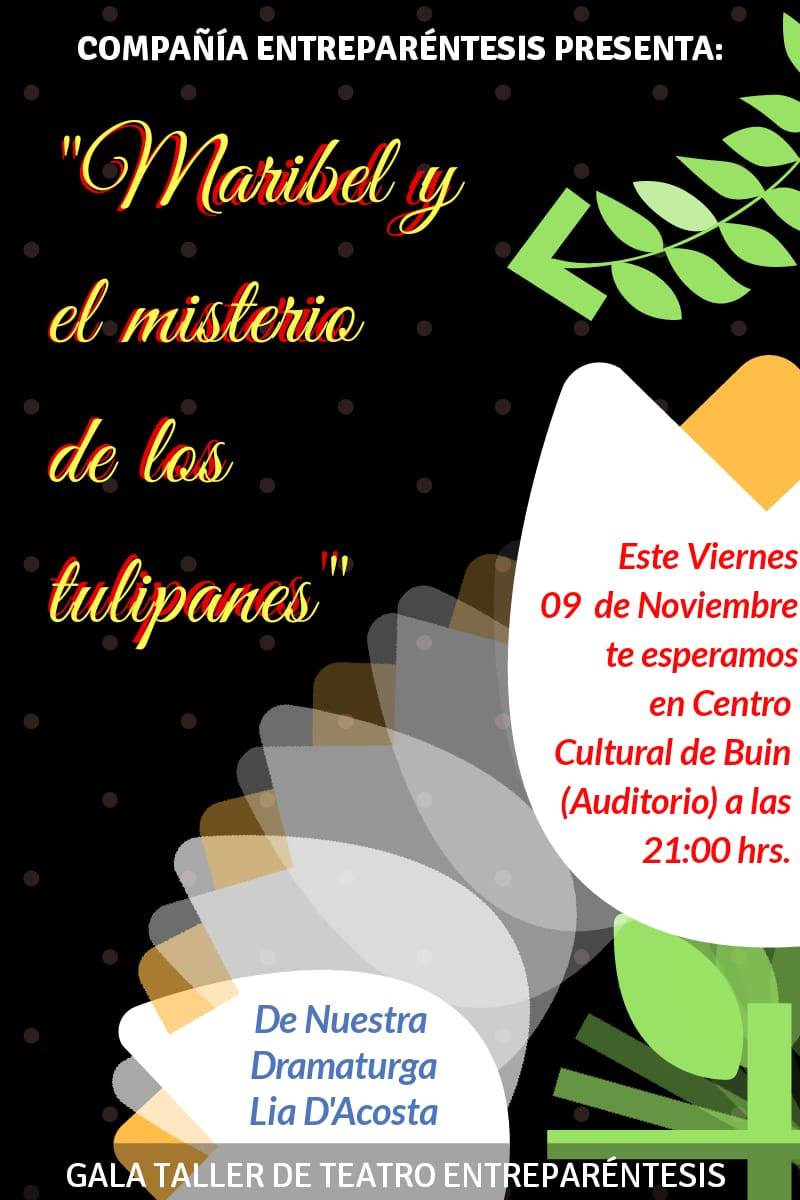 COMPAÑÍA ENTREPARÉNTESIS PRESENTA:
"Maribel y
el misterio
de los
tulipanes"
Este Viernes
09 de Noviembre
te esperamos
en Centro
Cultural de Buin
(Auditorio) a las
21:00 hrs.
De Nuestra
Dramaturga
Lia D'Acosta
GALA TALLER DE TEATRO ENTREPARÉNTESIS